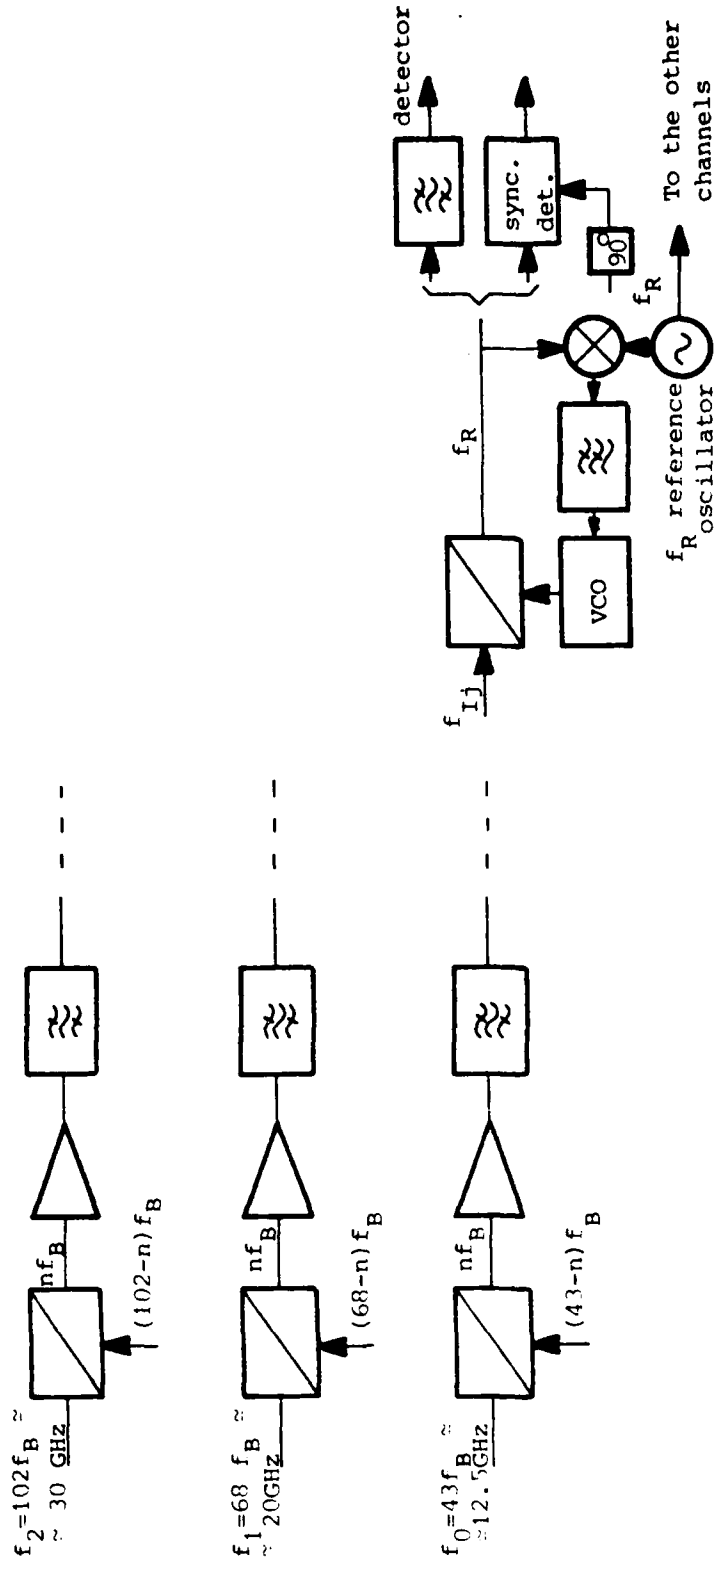 f2=102fB ≈
≈ 30 GHz
nfB
(102-n)fB
f1=68 fB ≈
≈ 20GHz
nfB
(68-n)fB
f0=43fB ≈
≈12.5GHz
nfB
(43-n)fB
fIj
fR
VCO
fR reference
oscillator
fR
90°
sync.
det.
detector
To the other
channels